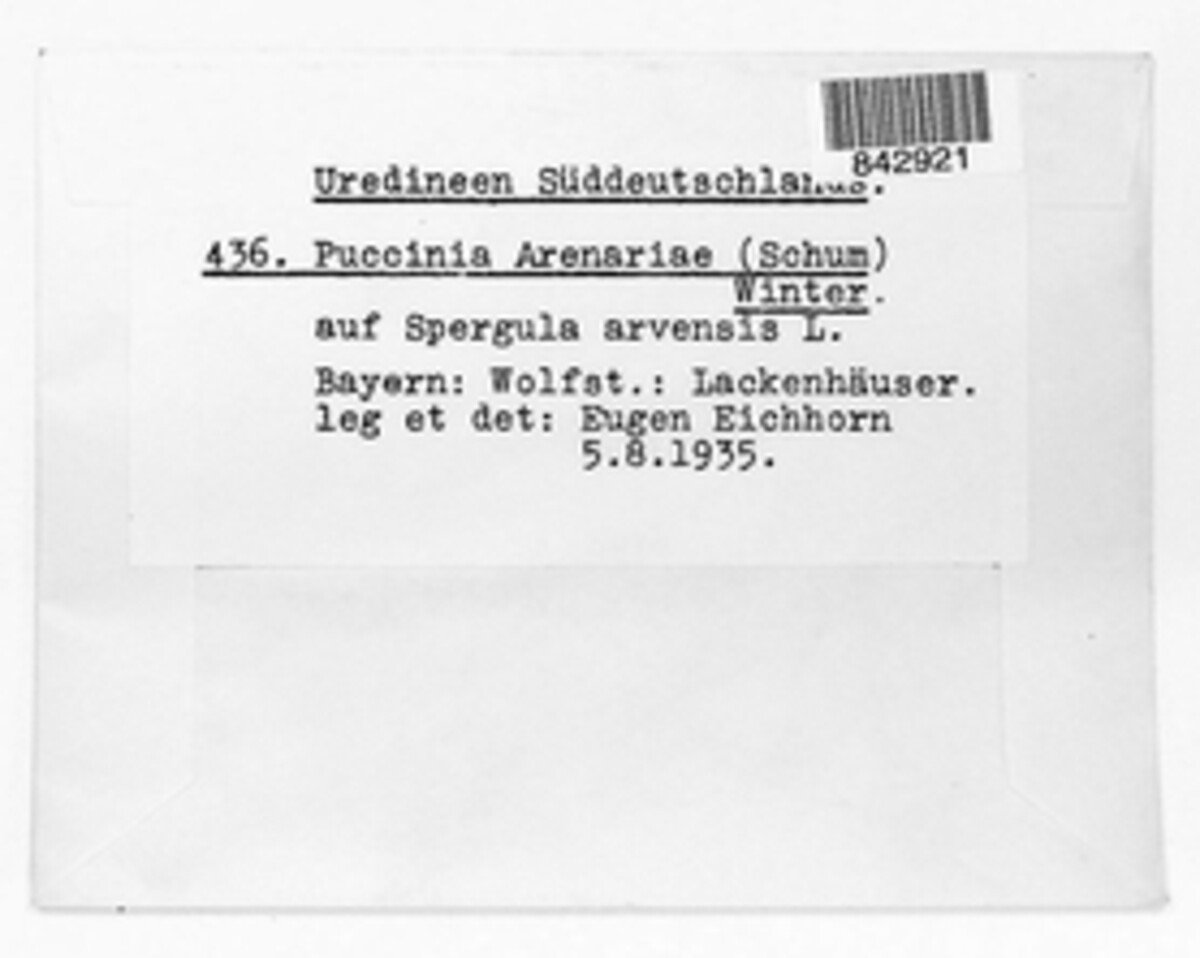 842921
Uredineen Süddeutschlands.
436. Puccinia Arenariae (Schum)
Winter.
auf Spergula arvensis L.
Bayern: Wolfst.: Lackenhäuser.
leg et det: Eugen Eichhorn
5.8.1935.